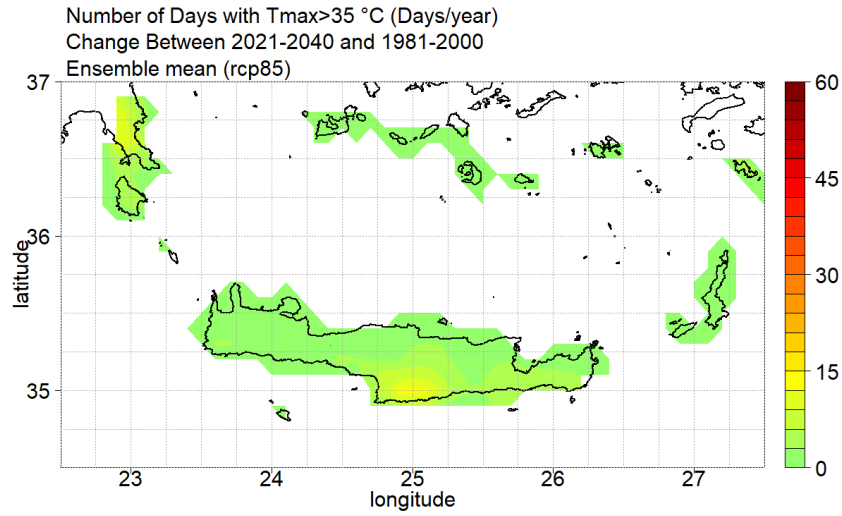 Number of Days with Tmax>35 °C (Days/year)
Change Between 2021-2040 and 1981-2000
Ensemble mean (rcp85)
37
36
35
latitude
23
24
25
26
27
longitude
60
45
30
15
0